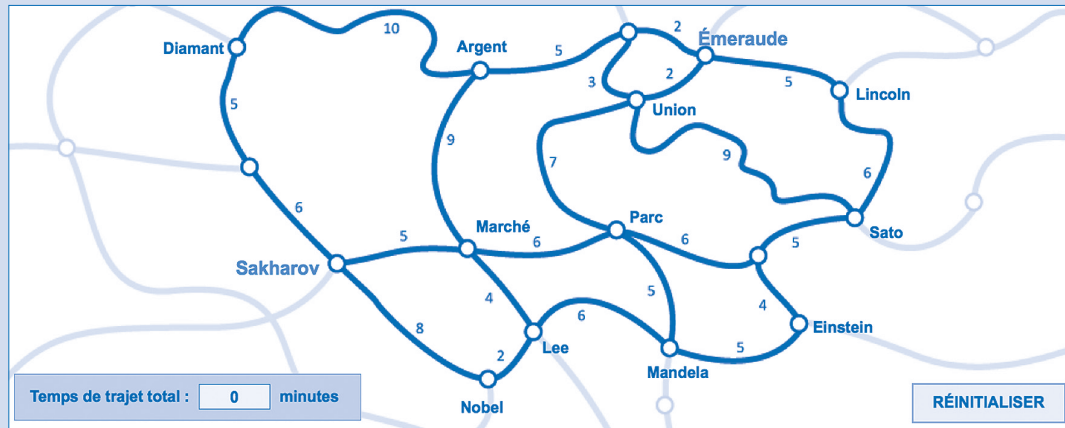 2
10
Émeraude
Diamant
Argent
5
3
2
5
Lincoln
5
Union
9
7
9
6
6
Parc
Marché
5
6
6
5
Sato
Sakharov
5
4
4
6
8
Einstein
2
Lee
5
Mandela
Nobel
Temps de trajet total : 0 minutes
RÉINITIALISER